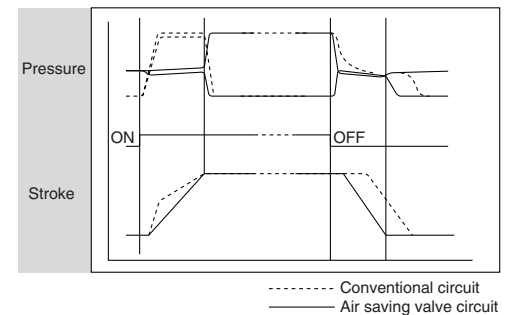 Pressure
ON
OFF
Stroke
Conventional circuit
Air saving valve circuit